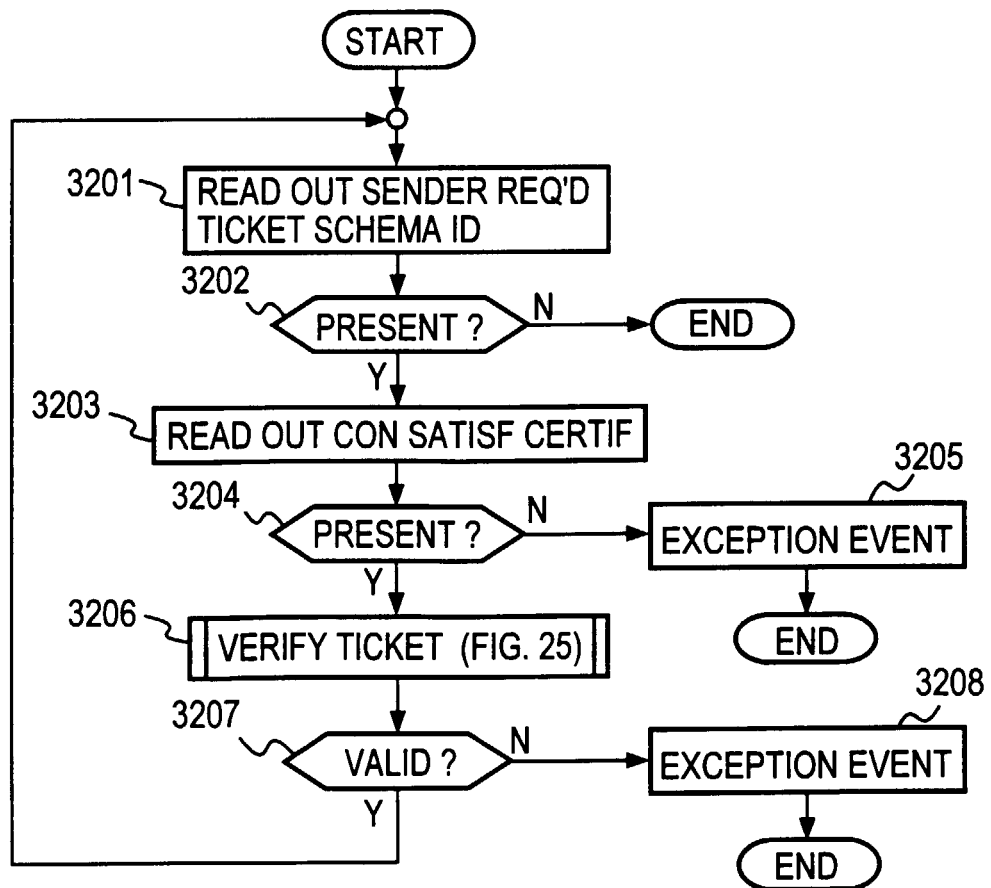 START
3201
READ OUT SENDER REQ'D
TICKET SCHEMA ID
3202
PRESENT ?
N
END
Y
3203
READ OUT CON SATISF CERTIF
3204
PRESENT ?
N
3205
EXCEPTION EVENT
END
Y
3206
VERIFY TICKET (FIG. 25)
3207
VALID ?
N
3208
EXCEPTION EVENT
END
Y